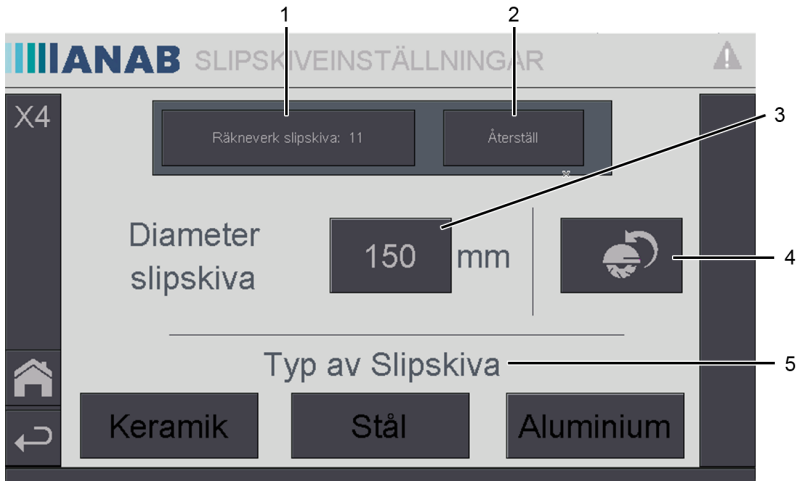 1 2
ANAB SLIPSKIVEINSTÄLLNINGAR
X4
Räkneverk slipskiva: 11 Återställ
3
Diameter
slipskiva
150 mm
4
Typ av Slipskiva
5
Keramik Stål Aluminium